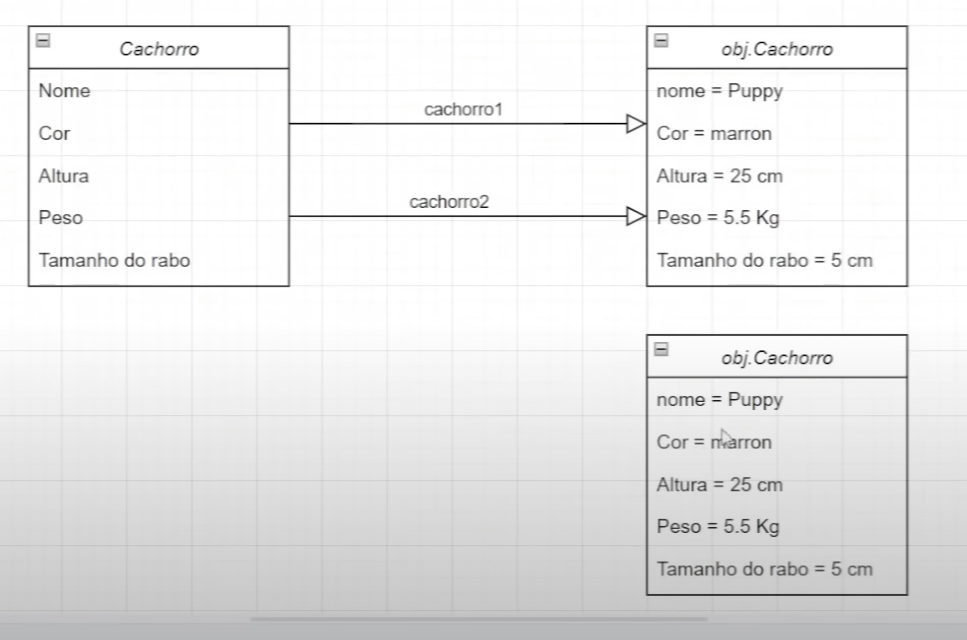 Cachorro
Nome
Cor
Altura
Peso
Tamanho do rabo
cachorro1
cachorro2
obj.Cachorro
nome = Puppy
Cor = marron
Altura = 25 cm
Peso = 5.5 Kg
Tamanho do rabo = 5 cm
obj.Cachorro
nome = Puppy
Cor = marron
Altura = 25 cm
Peso = 5.5 Kg
Tamanho do rabo = 5 cm